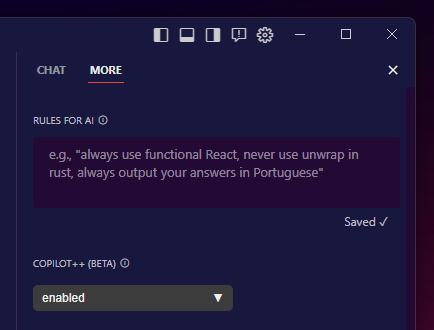 CHAT MORE
RULES FOR AI
e.g., "always use functional React, never use unwrap in
rust, always output your answers in Portuguese"
Saved ✓
COPILOT++ (BETA)
enabled